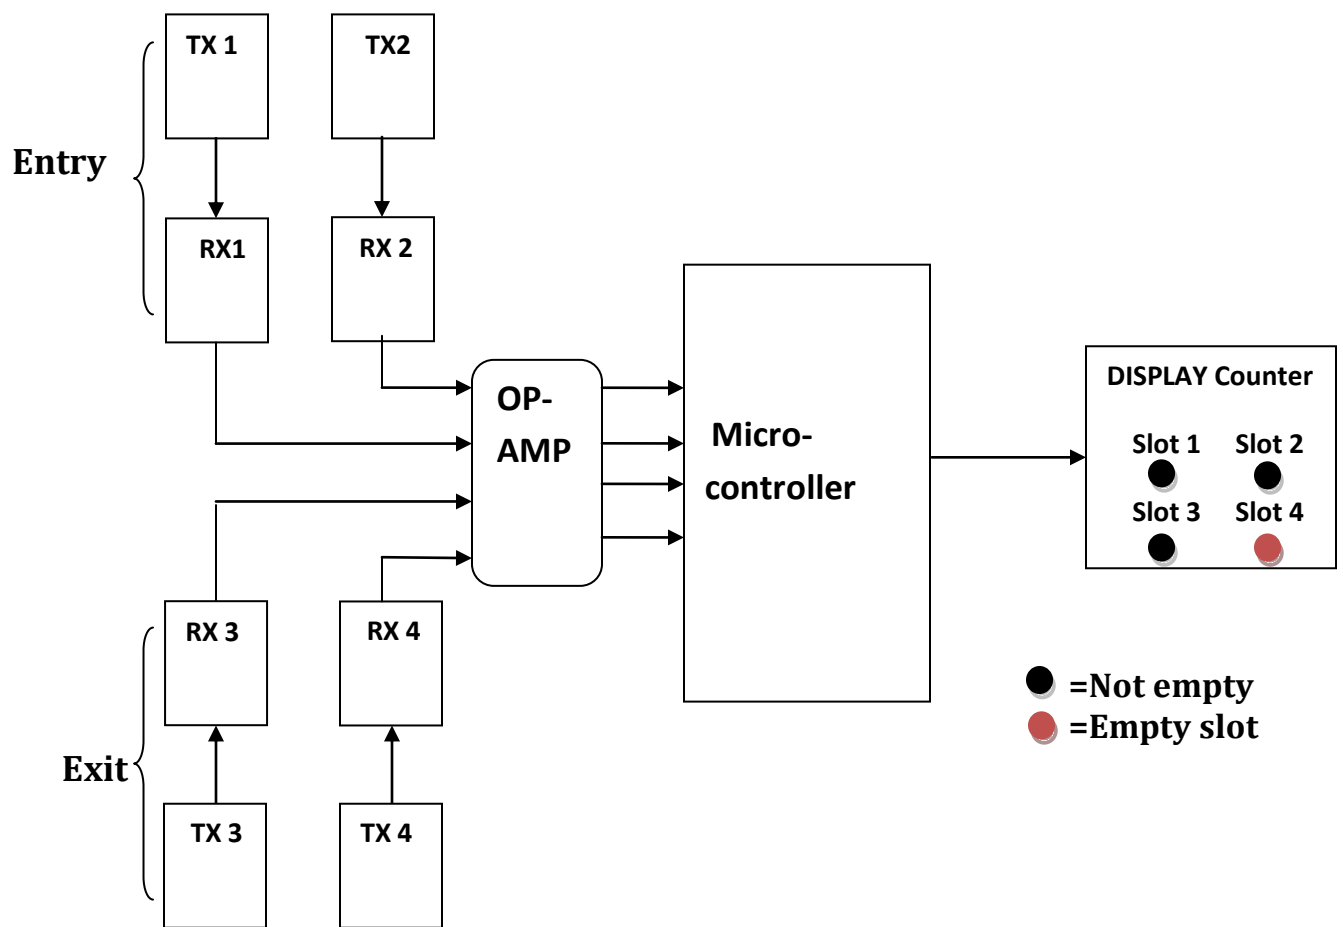 TX 1
TX2
Entry
RX1
RX 2
OP-
AMP
Micro-
controller
DISPLAY Counter
Slot 1 Slot 2
Slot 3 Slot 4
=Not empty
=Empty slot
RX 3
RX 4
Exit
TX 3
TX 4